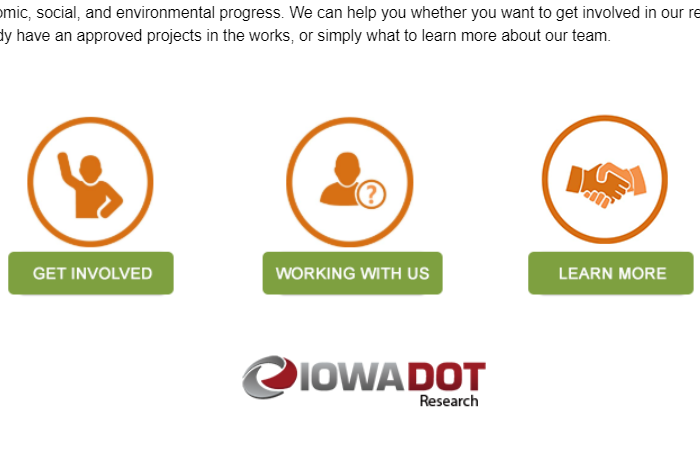 omic, social, and environmental progress. We can help you whether you want to get involved in our re
dy have an approved projects in the works, or simply what to learn more about our team.
?
GET INVOLVED
WORKING WITH US
LEARN MORE
IOWADOT
Research